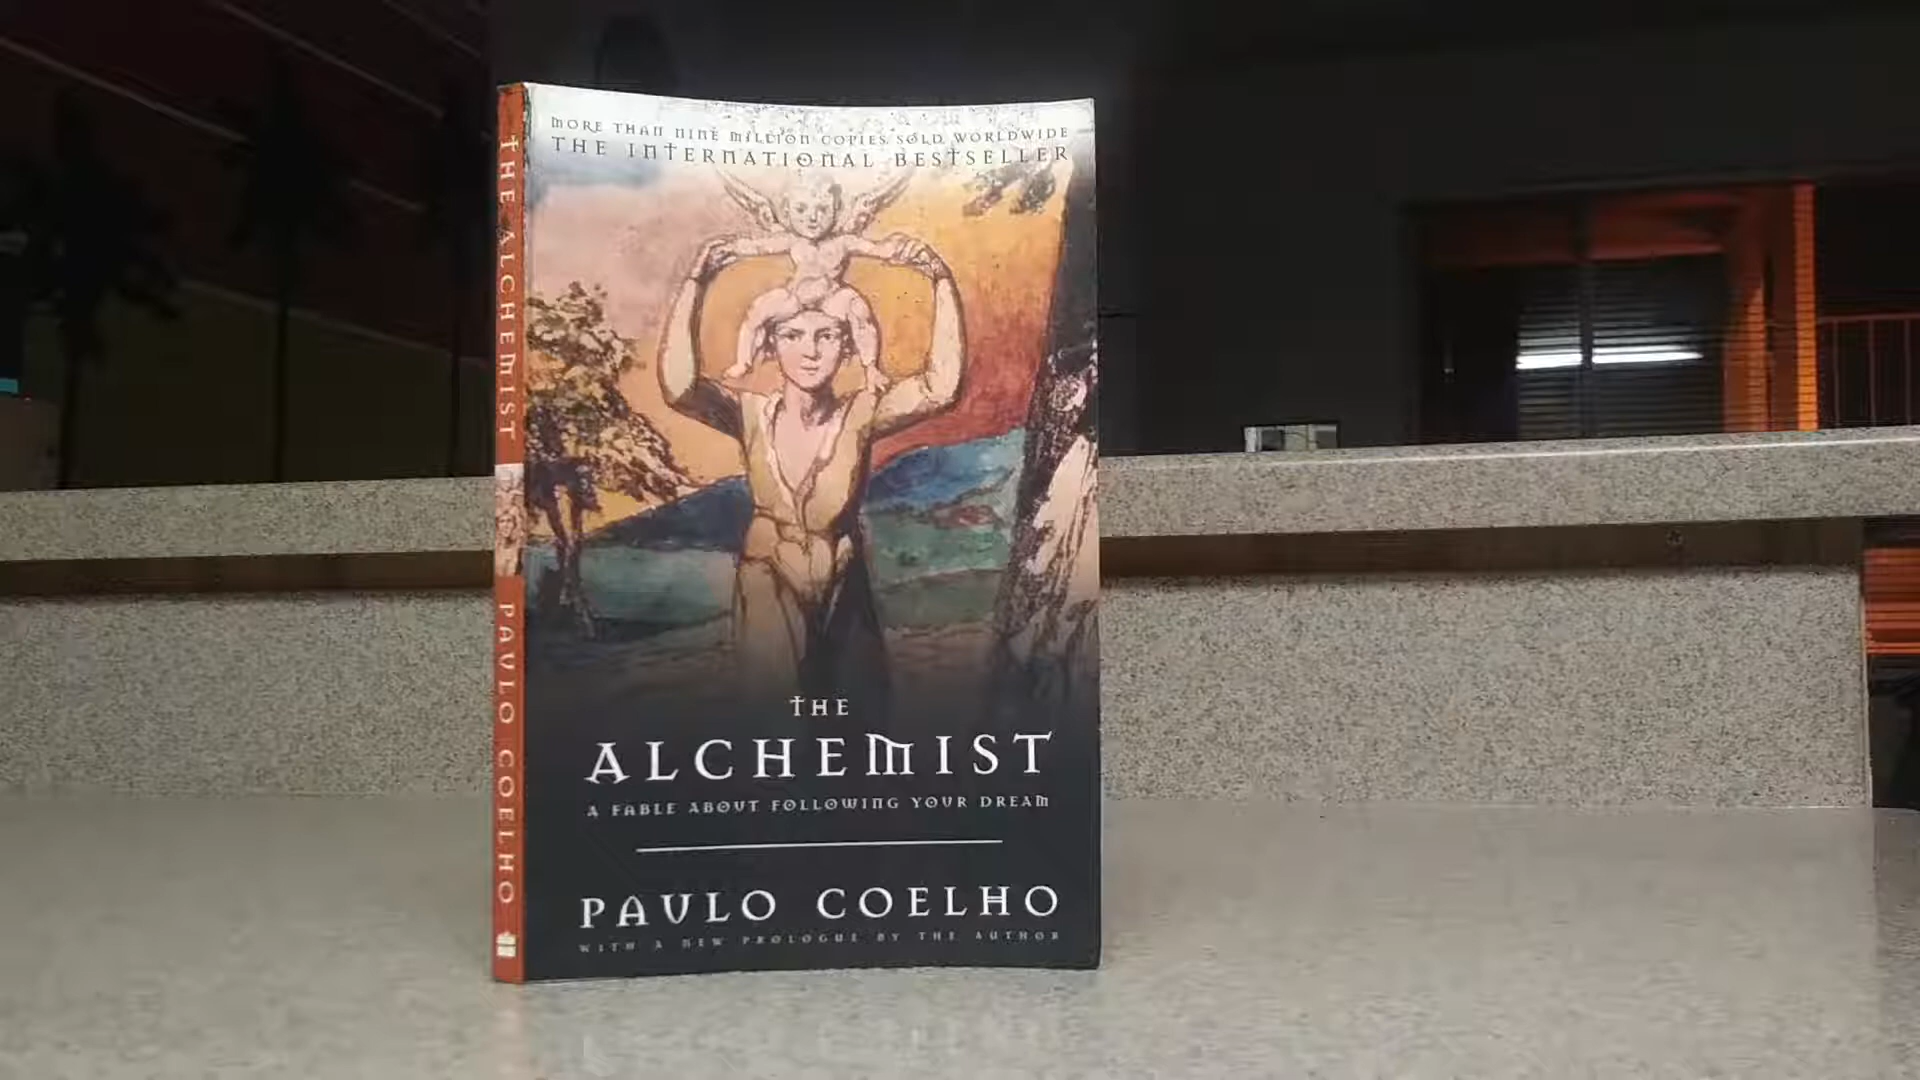 MORE THAN NINE MILLION COPIES SOLD WORLDWIDE
THE INTERNATIONAL BESTSELLER
THE
ALCHEMIST
A FABLE ABOUT FOLLOWING YOUR DREAM
PAULO COELHO
WITH A NEW PROLOGUE BY THE AUTHOR
THE ALCHEMIST
PAULO COELHO